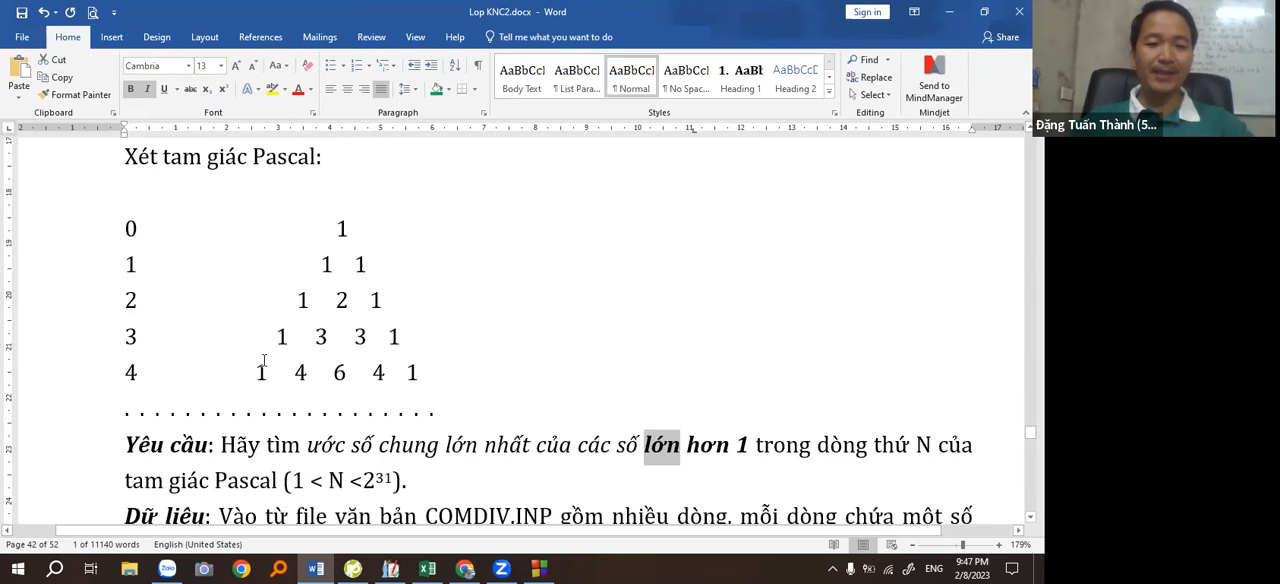 Lop KNC2.docx - Word
Sign in
File Home Insert Design Layout References Mailings Review View Help Tell me what you want to do Share
Paste
Cut
Copy
Format Painter
Clipboard
Cambria 13
Font
Paragraph
AaBbCcl AaBbCcl AaBbCcl AaBbCcl 1. AaBl AaBbCcD
Body Text ¶ List Para... ¶ Normal ¶ No Spac... Heading 1 Heading 2
Styles
Find
Replace
Select
Editing
Send to
MindManager
Mindjet
Đặng Tuấn Thành (5...
Xét tam giác Pascal:
0 1
1 1 1
2 1 2 1
3 1 3 3 1
4 1 4 6 4 1
. . . . . . . . . . . . . . . . . . . . .
Yêu cầu: Hãy tìm ước số chung lớn nhất của các số lớn hơn 1 trong dòng thứ N của
tam giác Pascal (1 < N <2³¹).
Dữ liệu: Vào từ file văn bản COMDIV.INP gồm nhiều dòng, mỗi dòng chứa một số
Page 42 of 52 1 of 11140 words English (United States) 179%
ENG
9:47 PM
2/8/2023